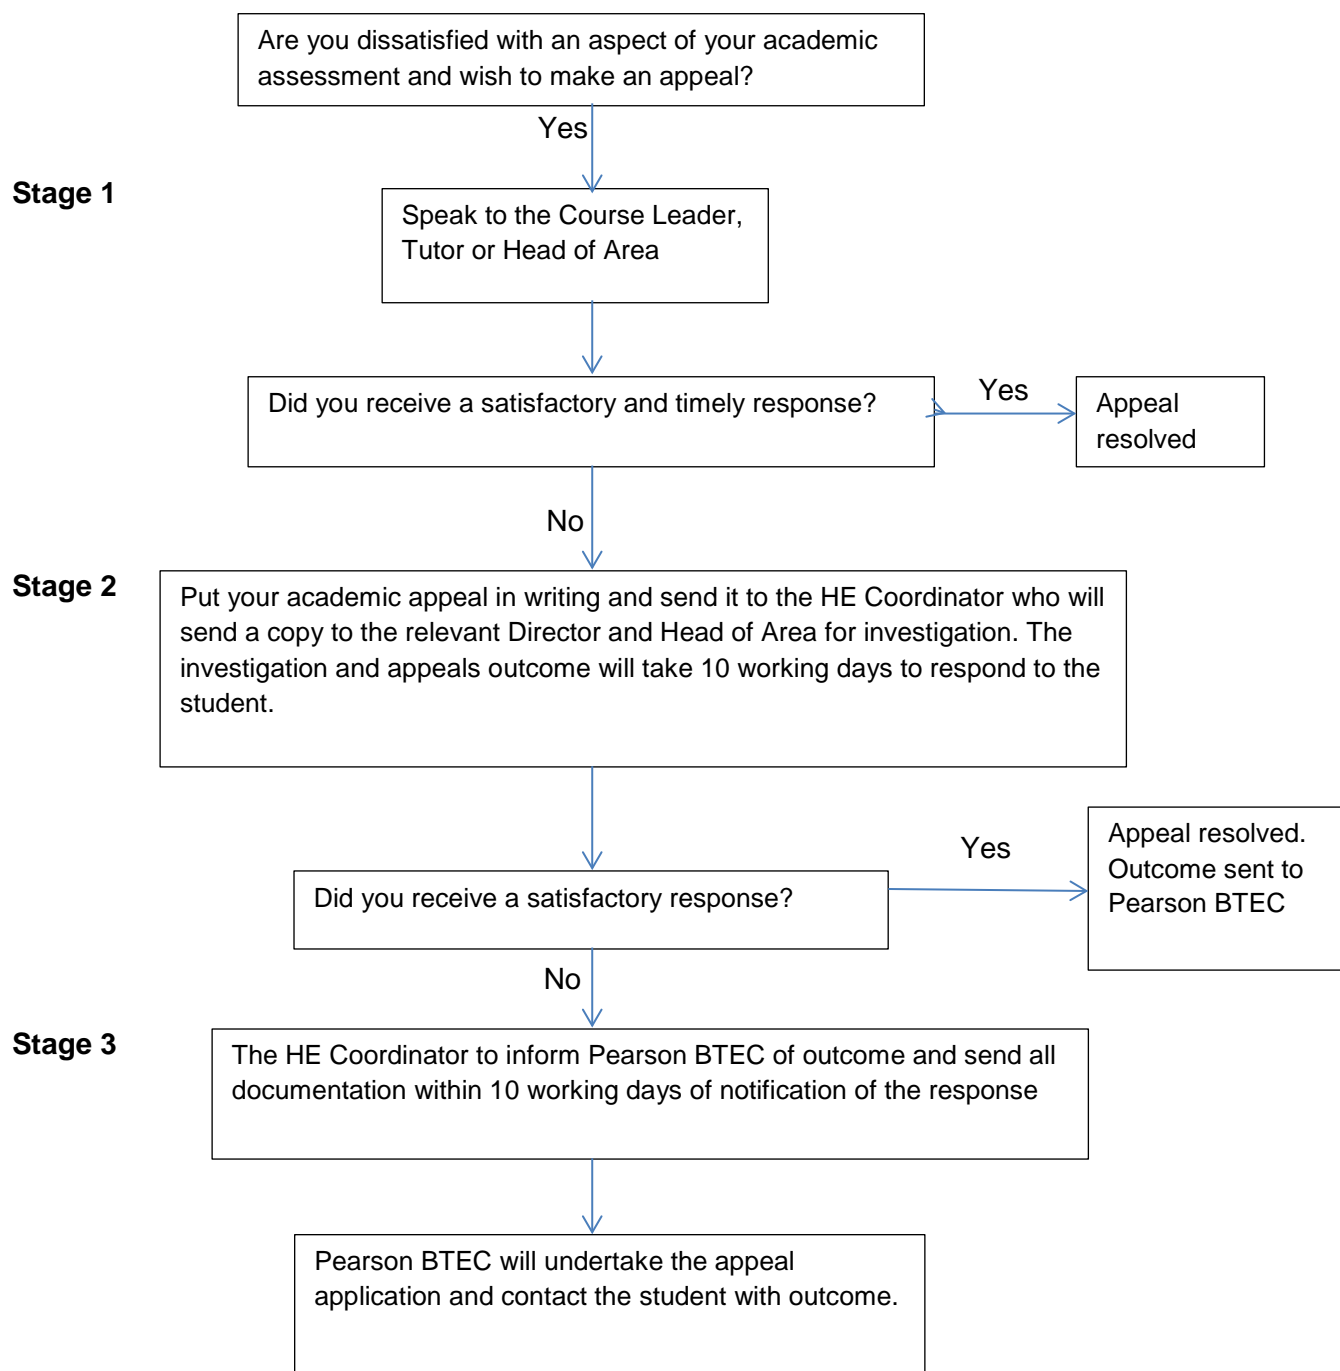 Are you dissatisfied with an aspect of your academic
assessment and wish to make an appeal?
Yes
Stage 1
Speak to the Course Leader,
Tutor or Head of Area
Did you receive a satisfactory and timely response?
Yes
Appeal
resolved
No
Stage 2
Put your academic appeal in writing and send it to the HE Coordinator who will
send a copy to the relevant Director and Head of Area for investigation. The
investigation and appeals outcome will take 10 working days to respond to the
student.
Did you receive a satisfactory response?
Yes
Appeal resolved.
Outcome sent to
Pearson BTEC
No
Stage 3
The HE Coordinator to inform Pearson BTEC of outcome and send all
documentation within 10 working days of notification of the response
Pearson BTEC will undertake the appeal
application and contact the student with outcome.